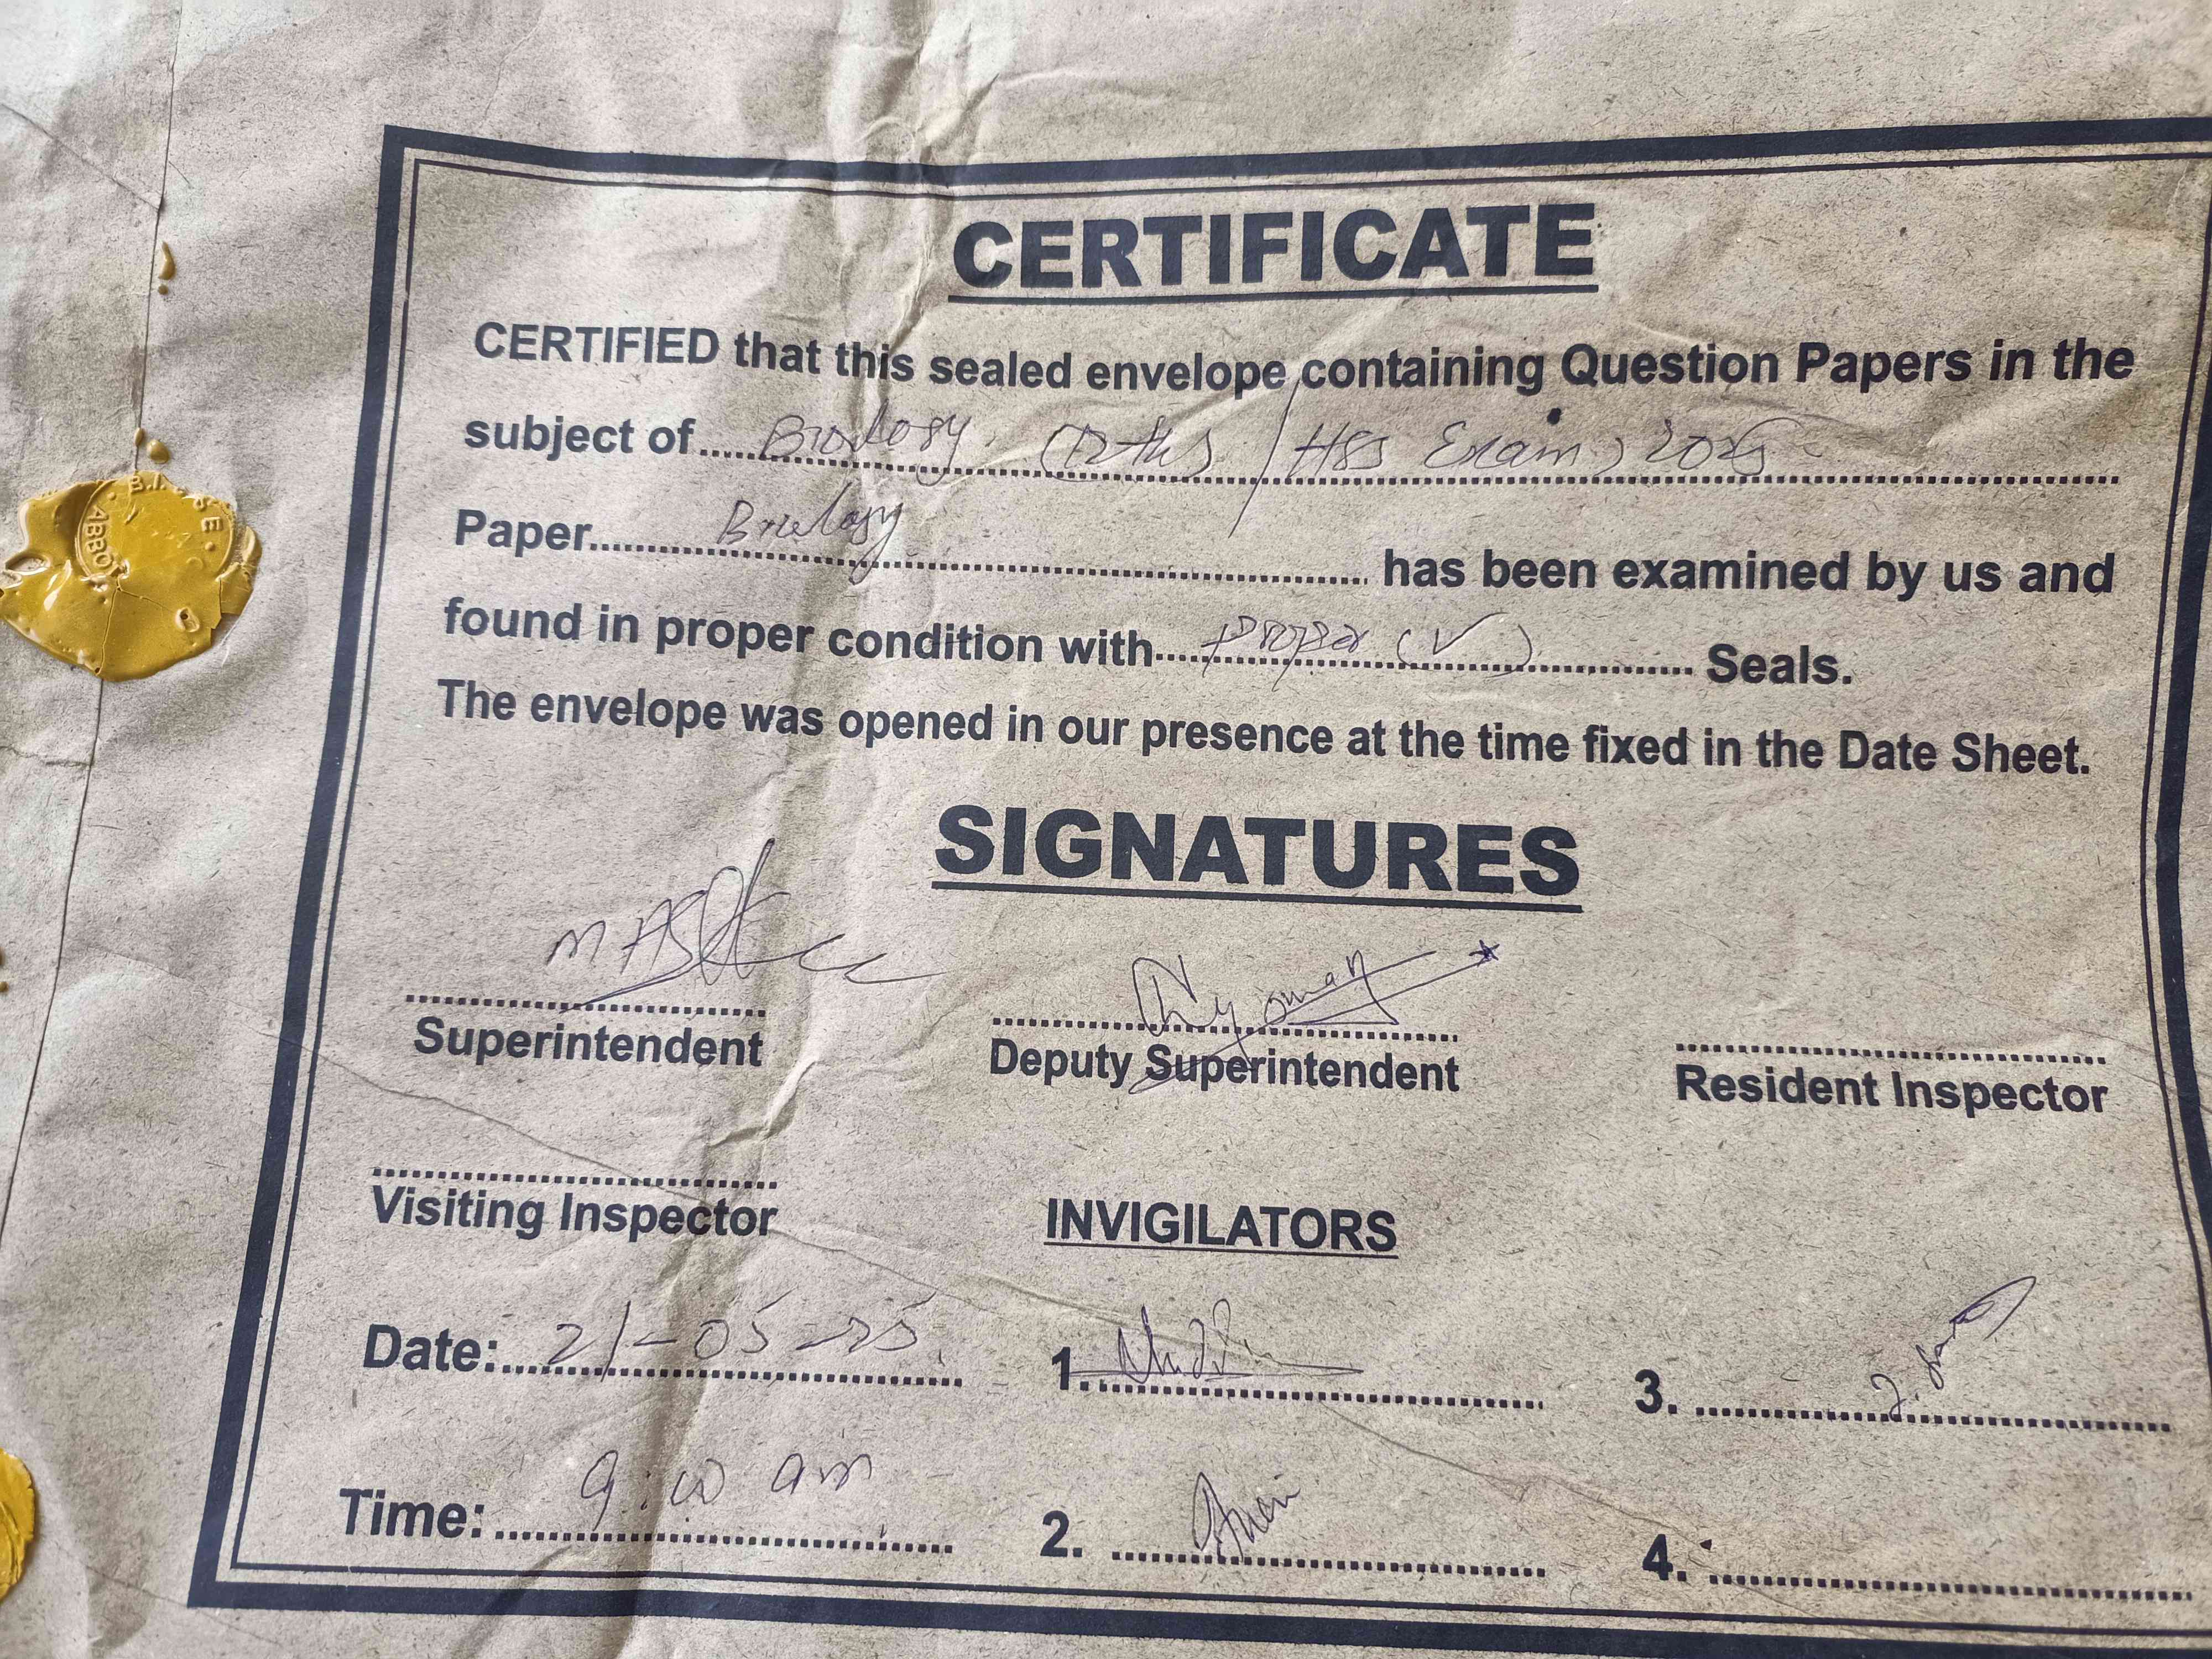 CERTIFICATE
CERTIFIED that this sealed envelope containing Question Papers in the
subject of Biology. (12th) / HSS Exam, 2025
Paper Biology has been examined by us and
found in proper condition with proper (✓) Seals.
The envelope was opened in our presence at the time fixed in the Date Sheet.
SIGNATURES
Superintendent
Deputy Superintendent
Resident Inspector
Visiting Inspector
INVIGILATORS
Date: 21-05-25.
1.
3.
Time: 9:00 am
2.
4.
B.I.SE.
ABBO